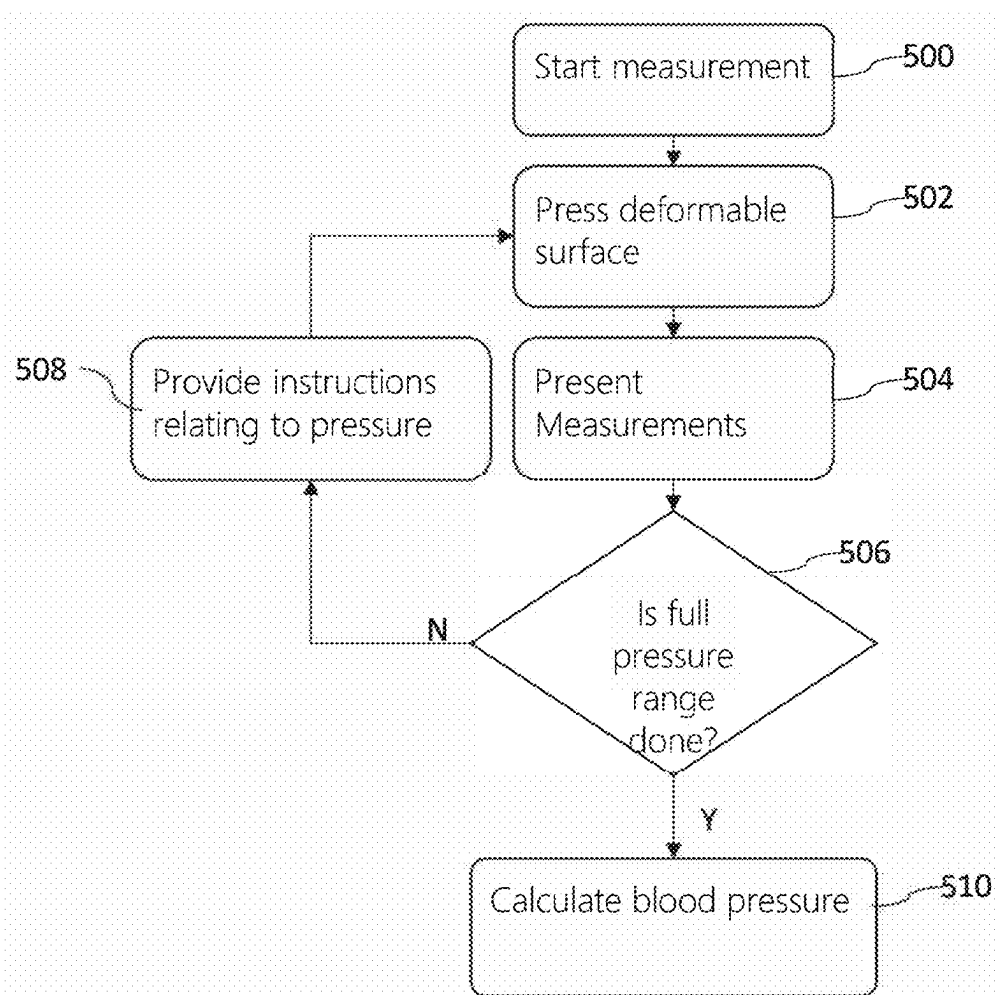 Start measurement
500
Press deformable
surface
502
508
Provide instructions
relating to pressure
Present
Measurements
504
506
Is full
pressure
range
done?
N
Y
Calculate blood pressure
510